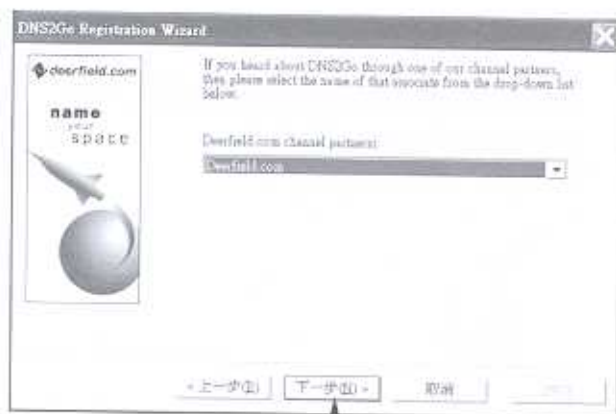 DNS2Go Registration Wizard
deerfield.com
name
your
space
If you heard about DNS2Go through one of our channel partners,
then please select the name of that associate from the drop-down list
below.
Deerfield.com channel partners:
Deerfield.com
< 上一步(B)
下一步(N) >
取消